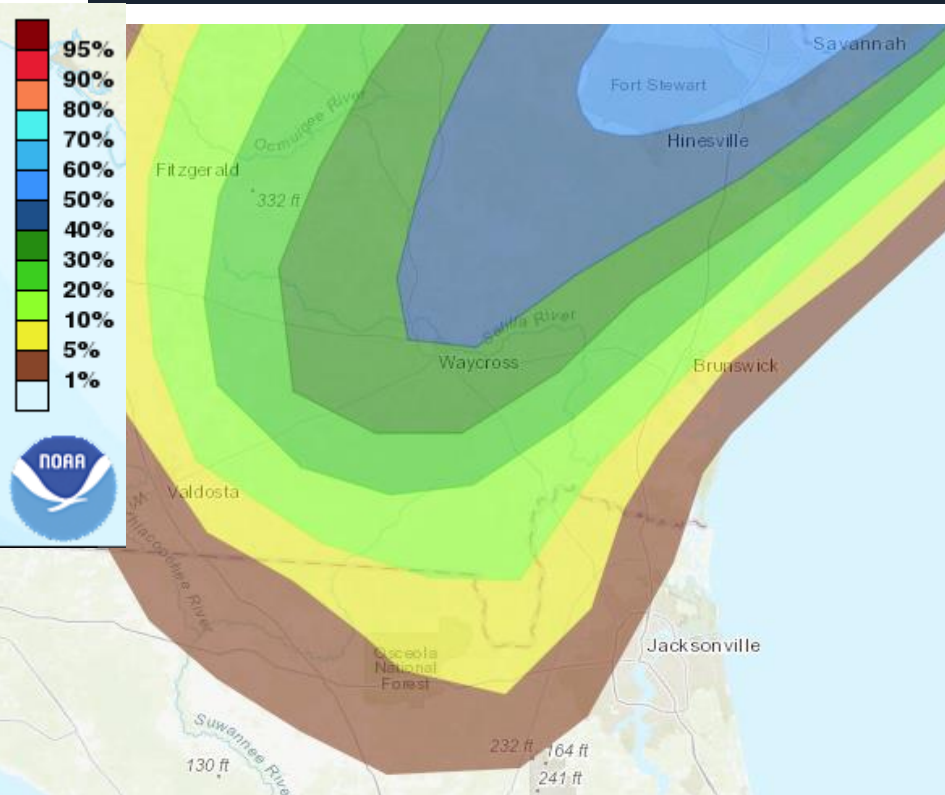 95%
90%
80%
70%
60%
50%
40%
30%
20%
10%
5%
1%
NOAA
Savannah
Fort Stewart
Hinesville
Ocmulgee River
Fitzgerald
332 ft
Satilla River
Waycross
Brunswick
Valdosta
Withlacoochee River
Jacksonville
Osceola
National
Forest
Suwannee Rive
130 ft
232 ft
164 ft
241 ft